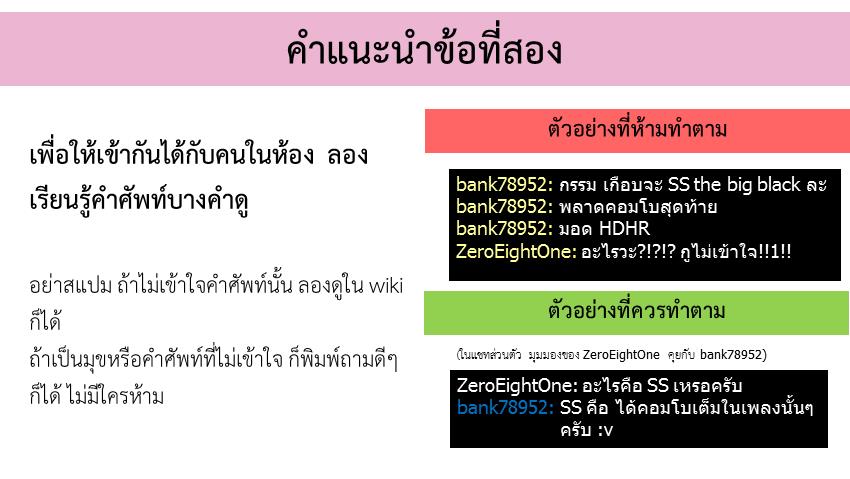 คำแนะนำข้อที่สอง
เพื่อให้เข้ากันได้กับคนในห้อง ลอง
เรียนรู้คำศัพท์บางคำดู
อย่าสแปม ถ้าไม่เข้าใจคำศัพท์นั้น ลองดูใน wiki
ก็ได้
ถ้าเป็นมุขหรือคำศัพท์ที่ไม่เข้าใจ ก็พิมพ์ถามดีๆ
ก็ได้ ไม่มีใครห้าม
ตัวอย่างที่ห้ามทำตาม
bank78952: กรรม เกือบจะ SS the big black ละ
bank78952: พลาดคอมโบสุดท้าย
bank78952: มอด HDHR
ZeroEightOne: อะไรวะ?!?!? กูไม่เข้าใจ!!1!!
ตัวอย่างที่ควรทำตาม
(ในแชทส่วนตัว มุมมองของ ZeroEightOne คุยกับ bank78952)
ZeroEightOne: อะไรคือ SS เหรอครับ
bank78952: SS คือ ได้คอมโบเต็มในเพลงนั้นๆ
ครับ :v